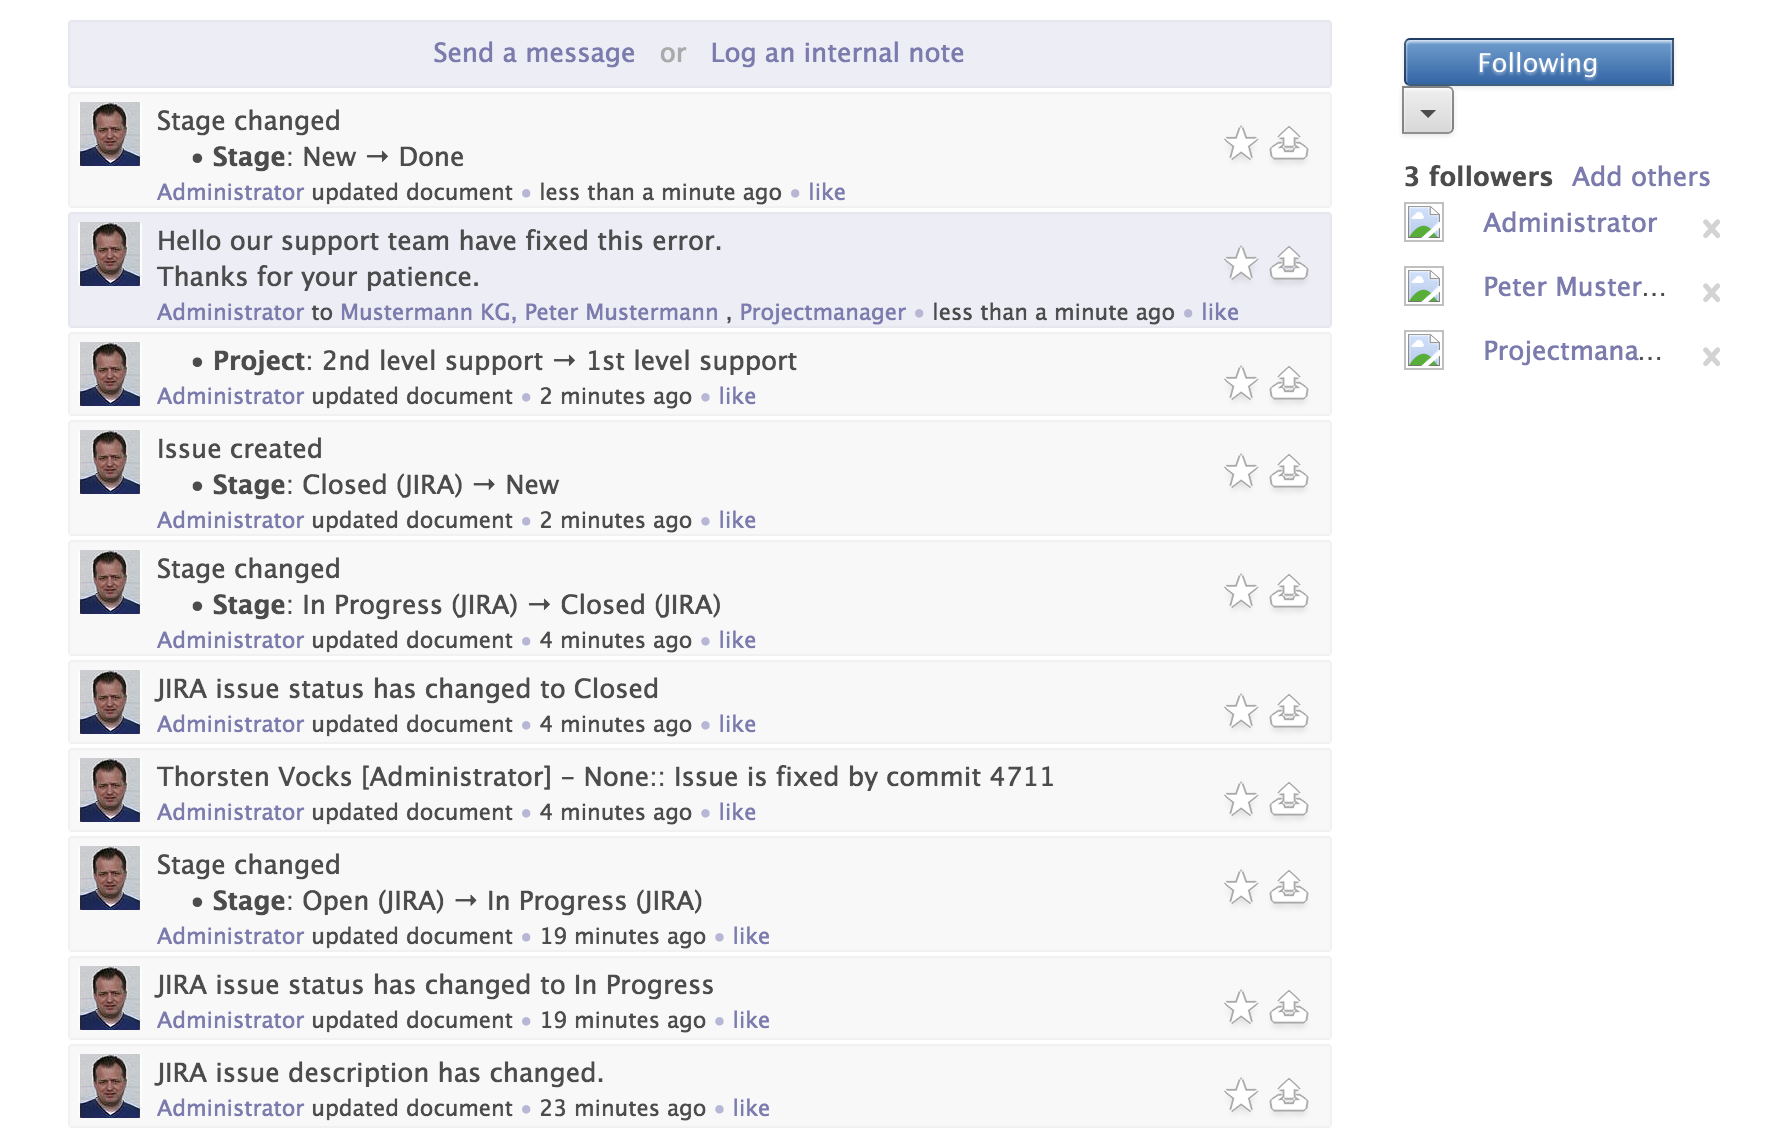 Send a message or Log an internal note
Stage changed
• Stage: New → Done
Administrator updated document • less than a minute ago • like
Hello our support team have fixed this error.
Thanks for your patience.
Administrator to Mustermann KG, Peter Mustermann , Projectmanager • less than a minute ago • like
• Project: 2nd level support → 1st level support
Administrator updated document • 2 minutes ago • like
Issue created
• Stage: Closed (JIRA) → New
Administrator updated document • 2 minutes ago • like
Stage changed
• Stage: In Progress (JIRA) → Closed (JIRA)
Administrator updated document • 4 minutes ago • like
JIRA issue status has changed to Closed
Administrator updated document • 4 minutes ago • like
Thorsten Vocks [Administrator] – None:: Issue is fixed by commit 4711
Administrator updated document • 4 minutes ago • like
Stage changed
• Stage: Open (JIRA) → In Progress (JIRA)
Administrator updated document • 19 minutes ago • like
JIRA issue status has changed to In Progress
Administrator updated document • 19 minutes ago • like
JIRA issue description has changed.
Administrator updated document • 23 minutes ago • like
Following
3 followers Add others
Administrator
Peter Muster...
Projectmana...